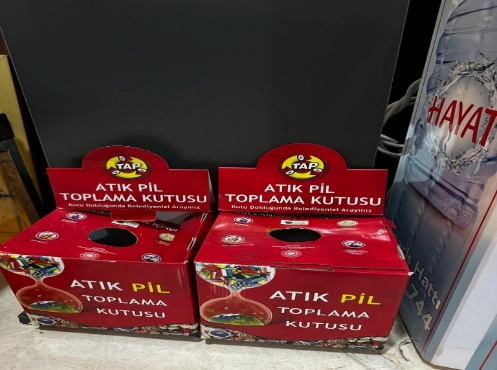 TAP
ATIK PİL
TOPLAMA KUTUSU
Kutu Dolduğunda Belediyenizi Arayınız
ATIK PİL
TOPLAMA
KUTUSU
TAP
ATIK PİL
TOPLAMA KUTUSU
Kutu Dolduğunda Belediyenizi Arayınız
ATIK PİL
TOPLAMA
KUTUSU
HAYAT
744